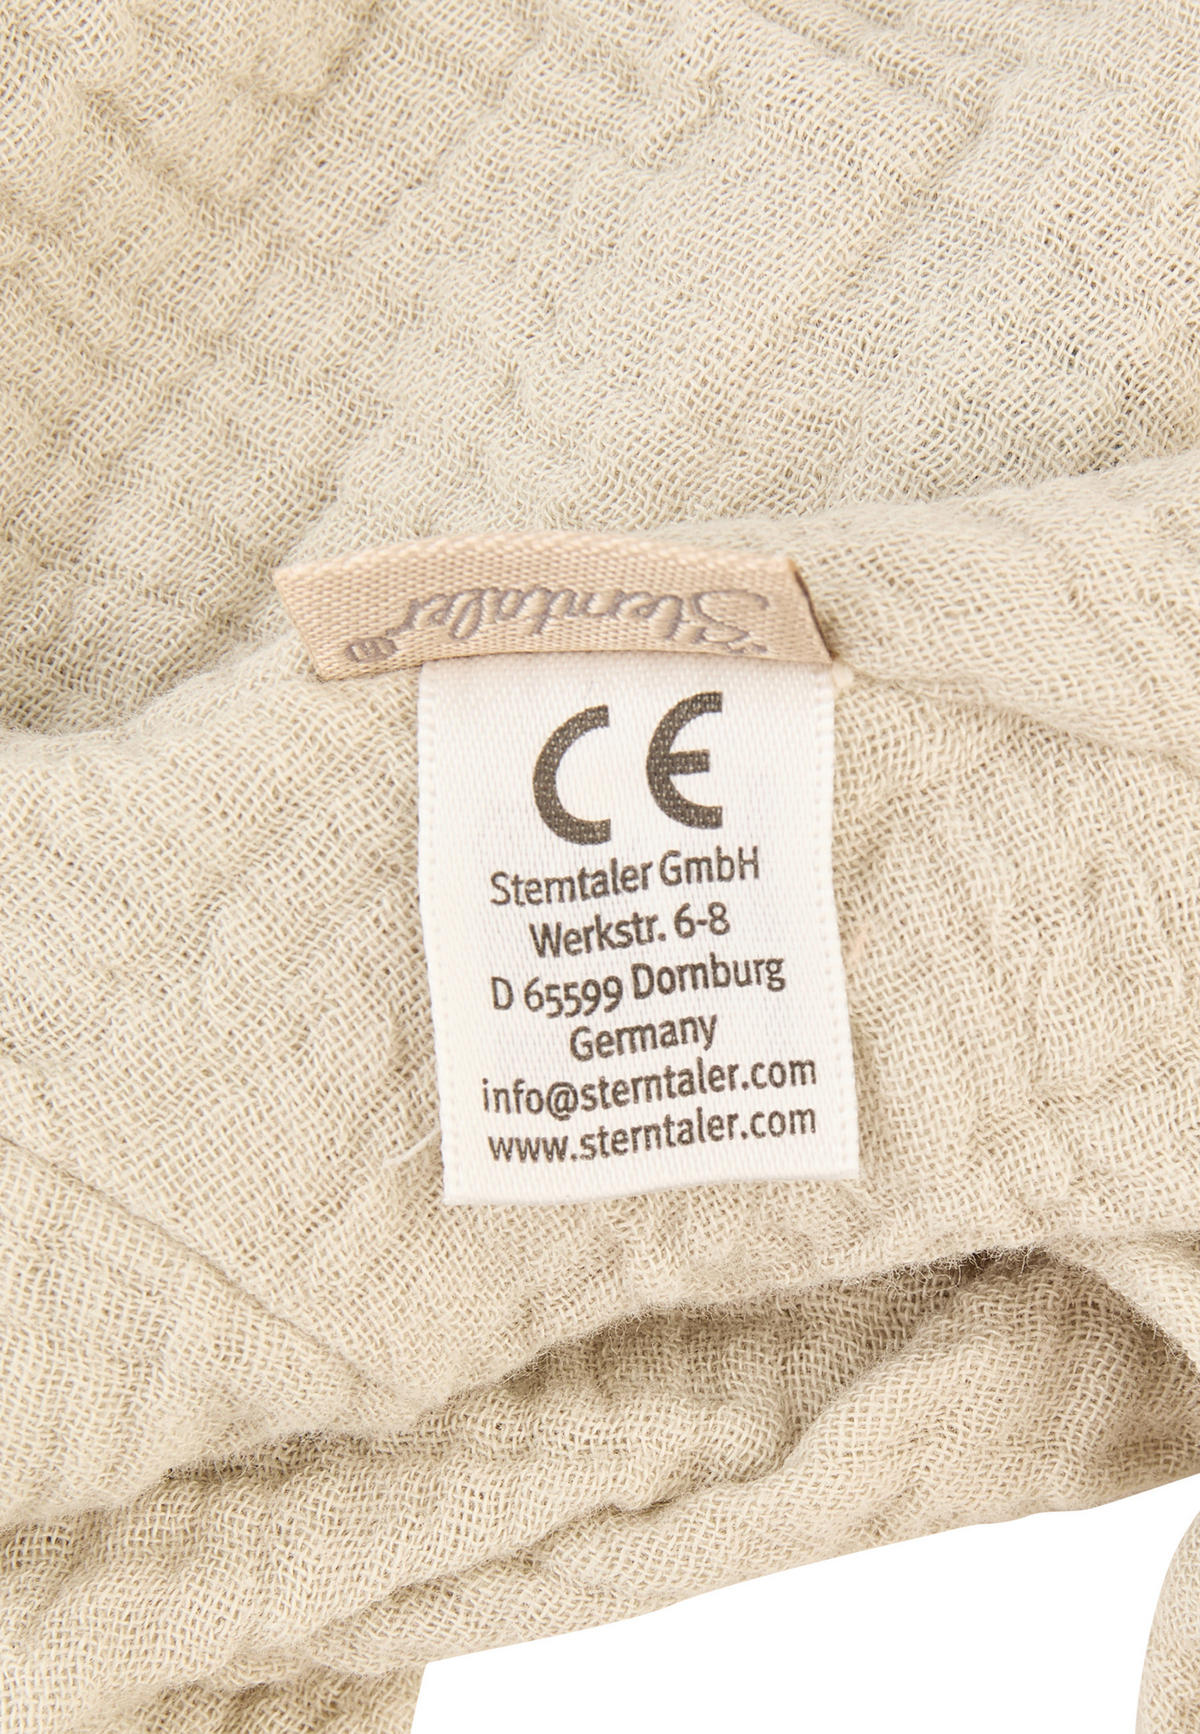 Sterntaler®
CE
Sterntaler GmbH
Werkstr. 6-8
D 65599 Dornburg
Germany
info@sterntaler.com
www.sterntaler.com